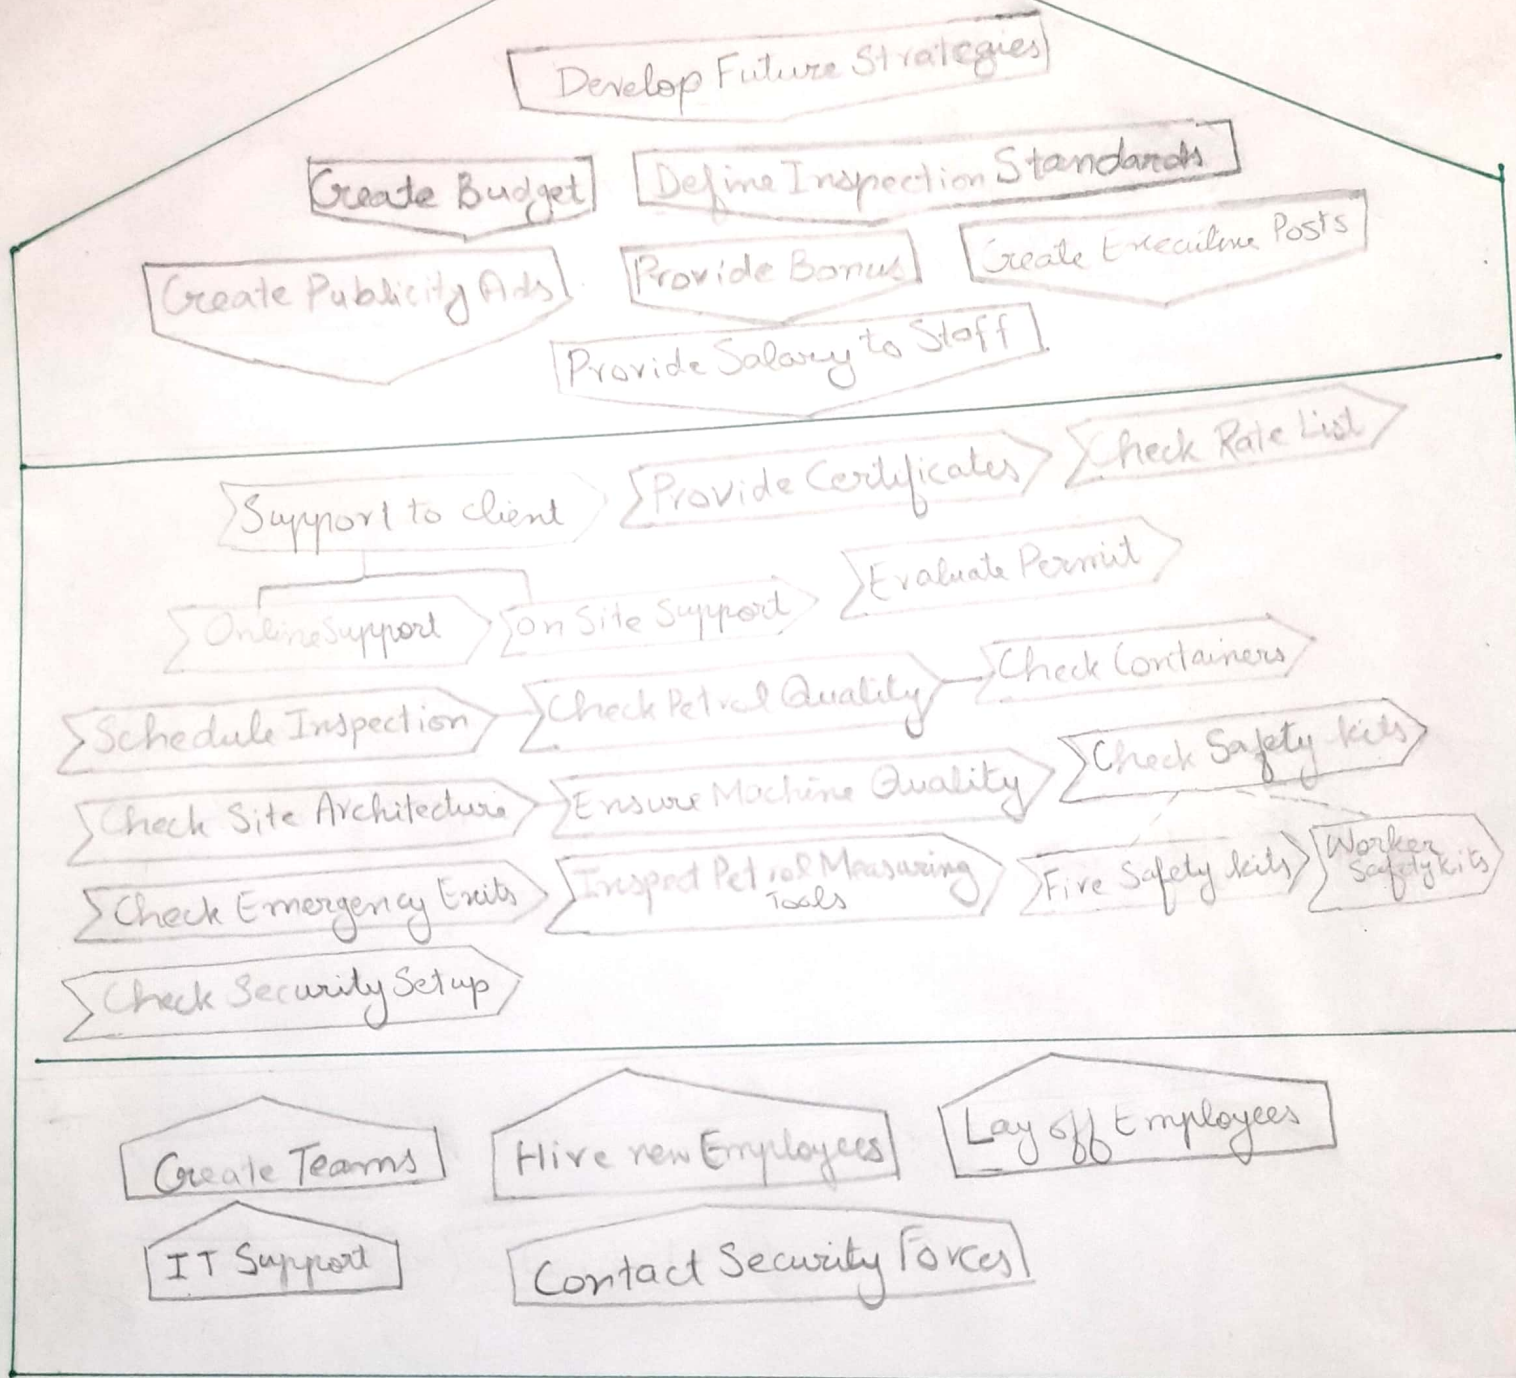 Develop Future Strategies
Create Budget
Define Inspection Standards
Create Publicity Ads
Provide Bonus
Create Executive Posts
Provide Salary to Staff
Support to client
Provide Certificates
Check Rate List
Online Support
On Site Support
Evaluate Permit
Schedule Inspection
Check Petrol Quality
Check Containers
Check Site Architecture
Ensure Machine Quality
Check Safety kits
Check Emergency Exits
Inspect Petrol Measuring
Tools
Fire Safety kits
Worker
Safety kits
Check Security Setup
Create Teams
Hire new Employees
Lay off Employees
IT Support
Contact Security Forces